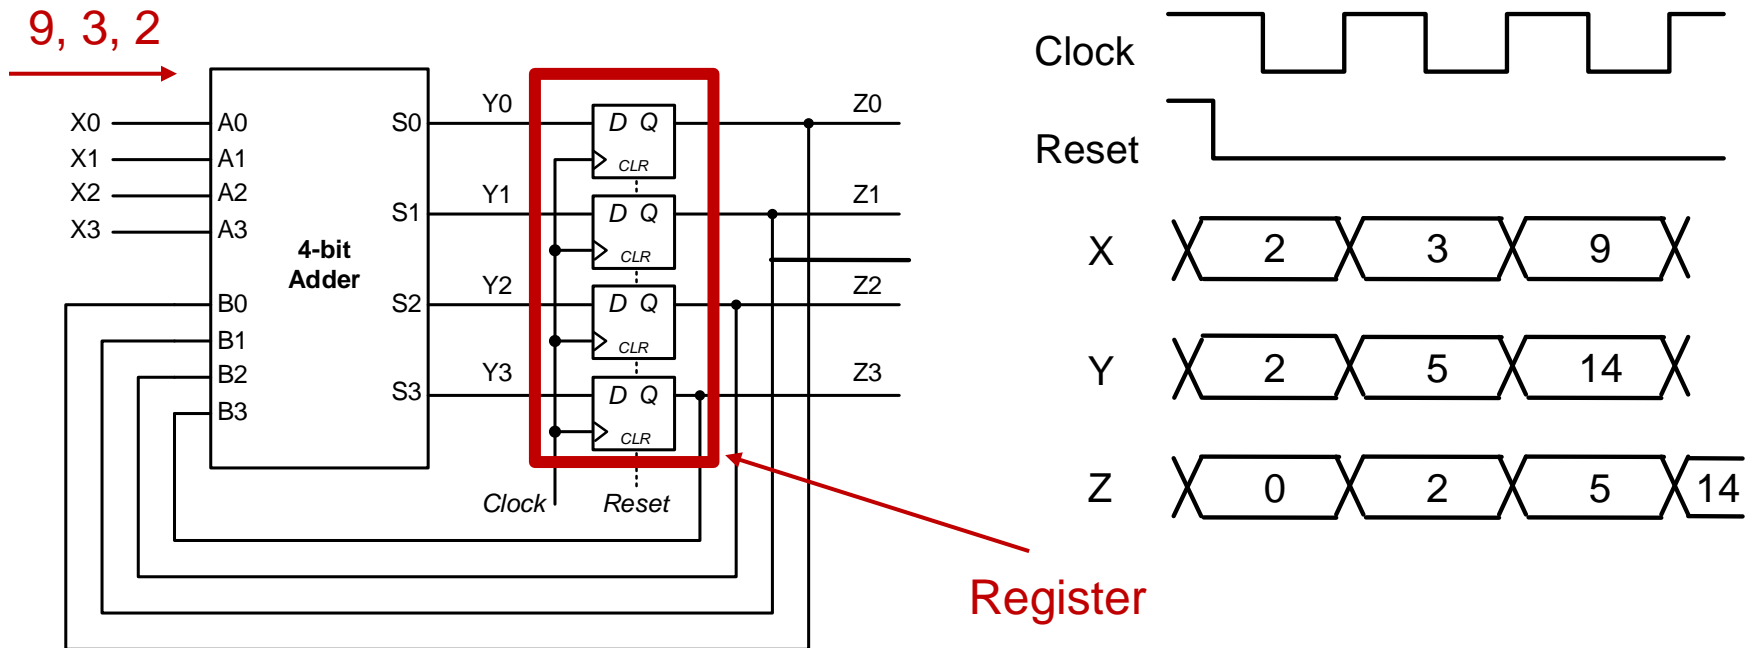 9, 3, 2
X0
X1
X2
X3
A0
A1
A2
A3
B0
B1
B2
B3
4-bit
Adder
S0
S1
S2
S3
Y0
Y1
Y2
Y3
D Q
CLR
D Q
CLR
D Q
CLR
D Q
CLR
Z0
Z1
Z2
Z3
Clock
Reset
Register
Clock
Reset
X 2 3 9
Y 2 5 14
Z 0 2 5 14